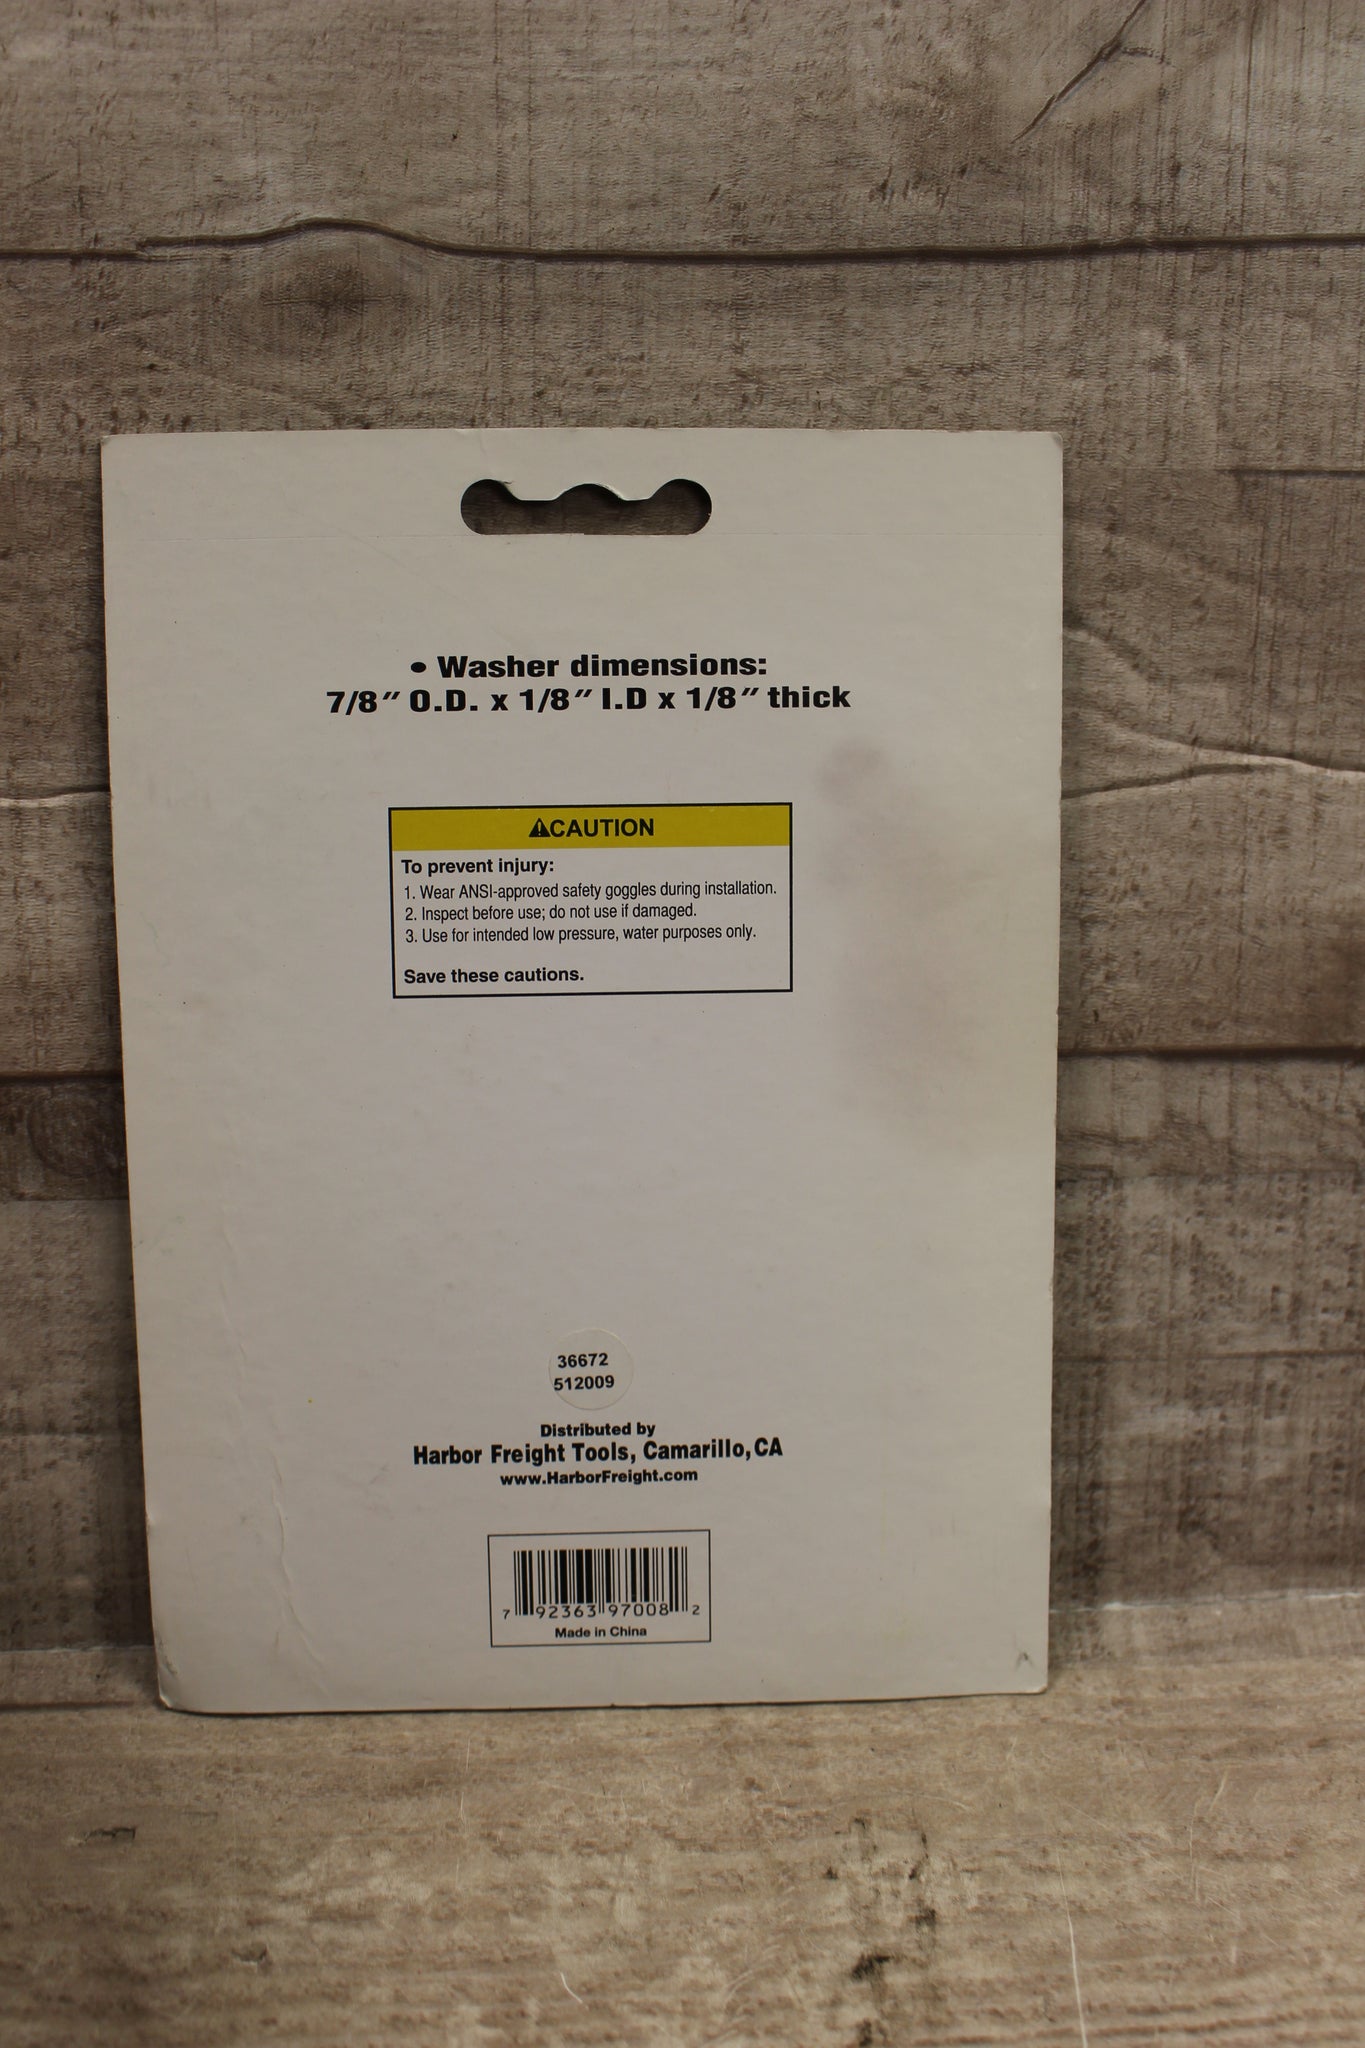 • Washer dimensions:
7/8" O.D. x 1/8" I.D x 1/8" thick
⚠CAUTION
To prevent injury:
1. Wear ANSI-approved safety goggles during installation.
2. Inspect before use; do not use if damaged.
3. Use for intended low pressure, water purposes only.
Save these cautions.
36672
512009
Distributed by
Harbor Freight Tools, Camarillo, CA
www.HarborFreight.com
7 92363 97008 2
Made in China